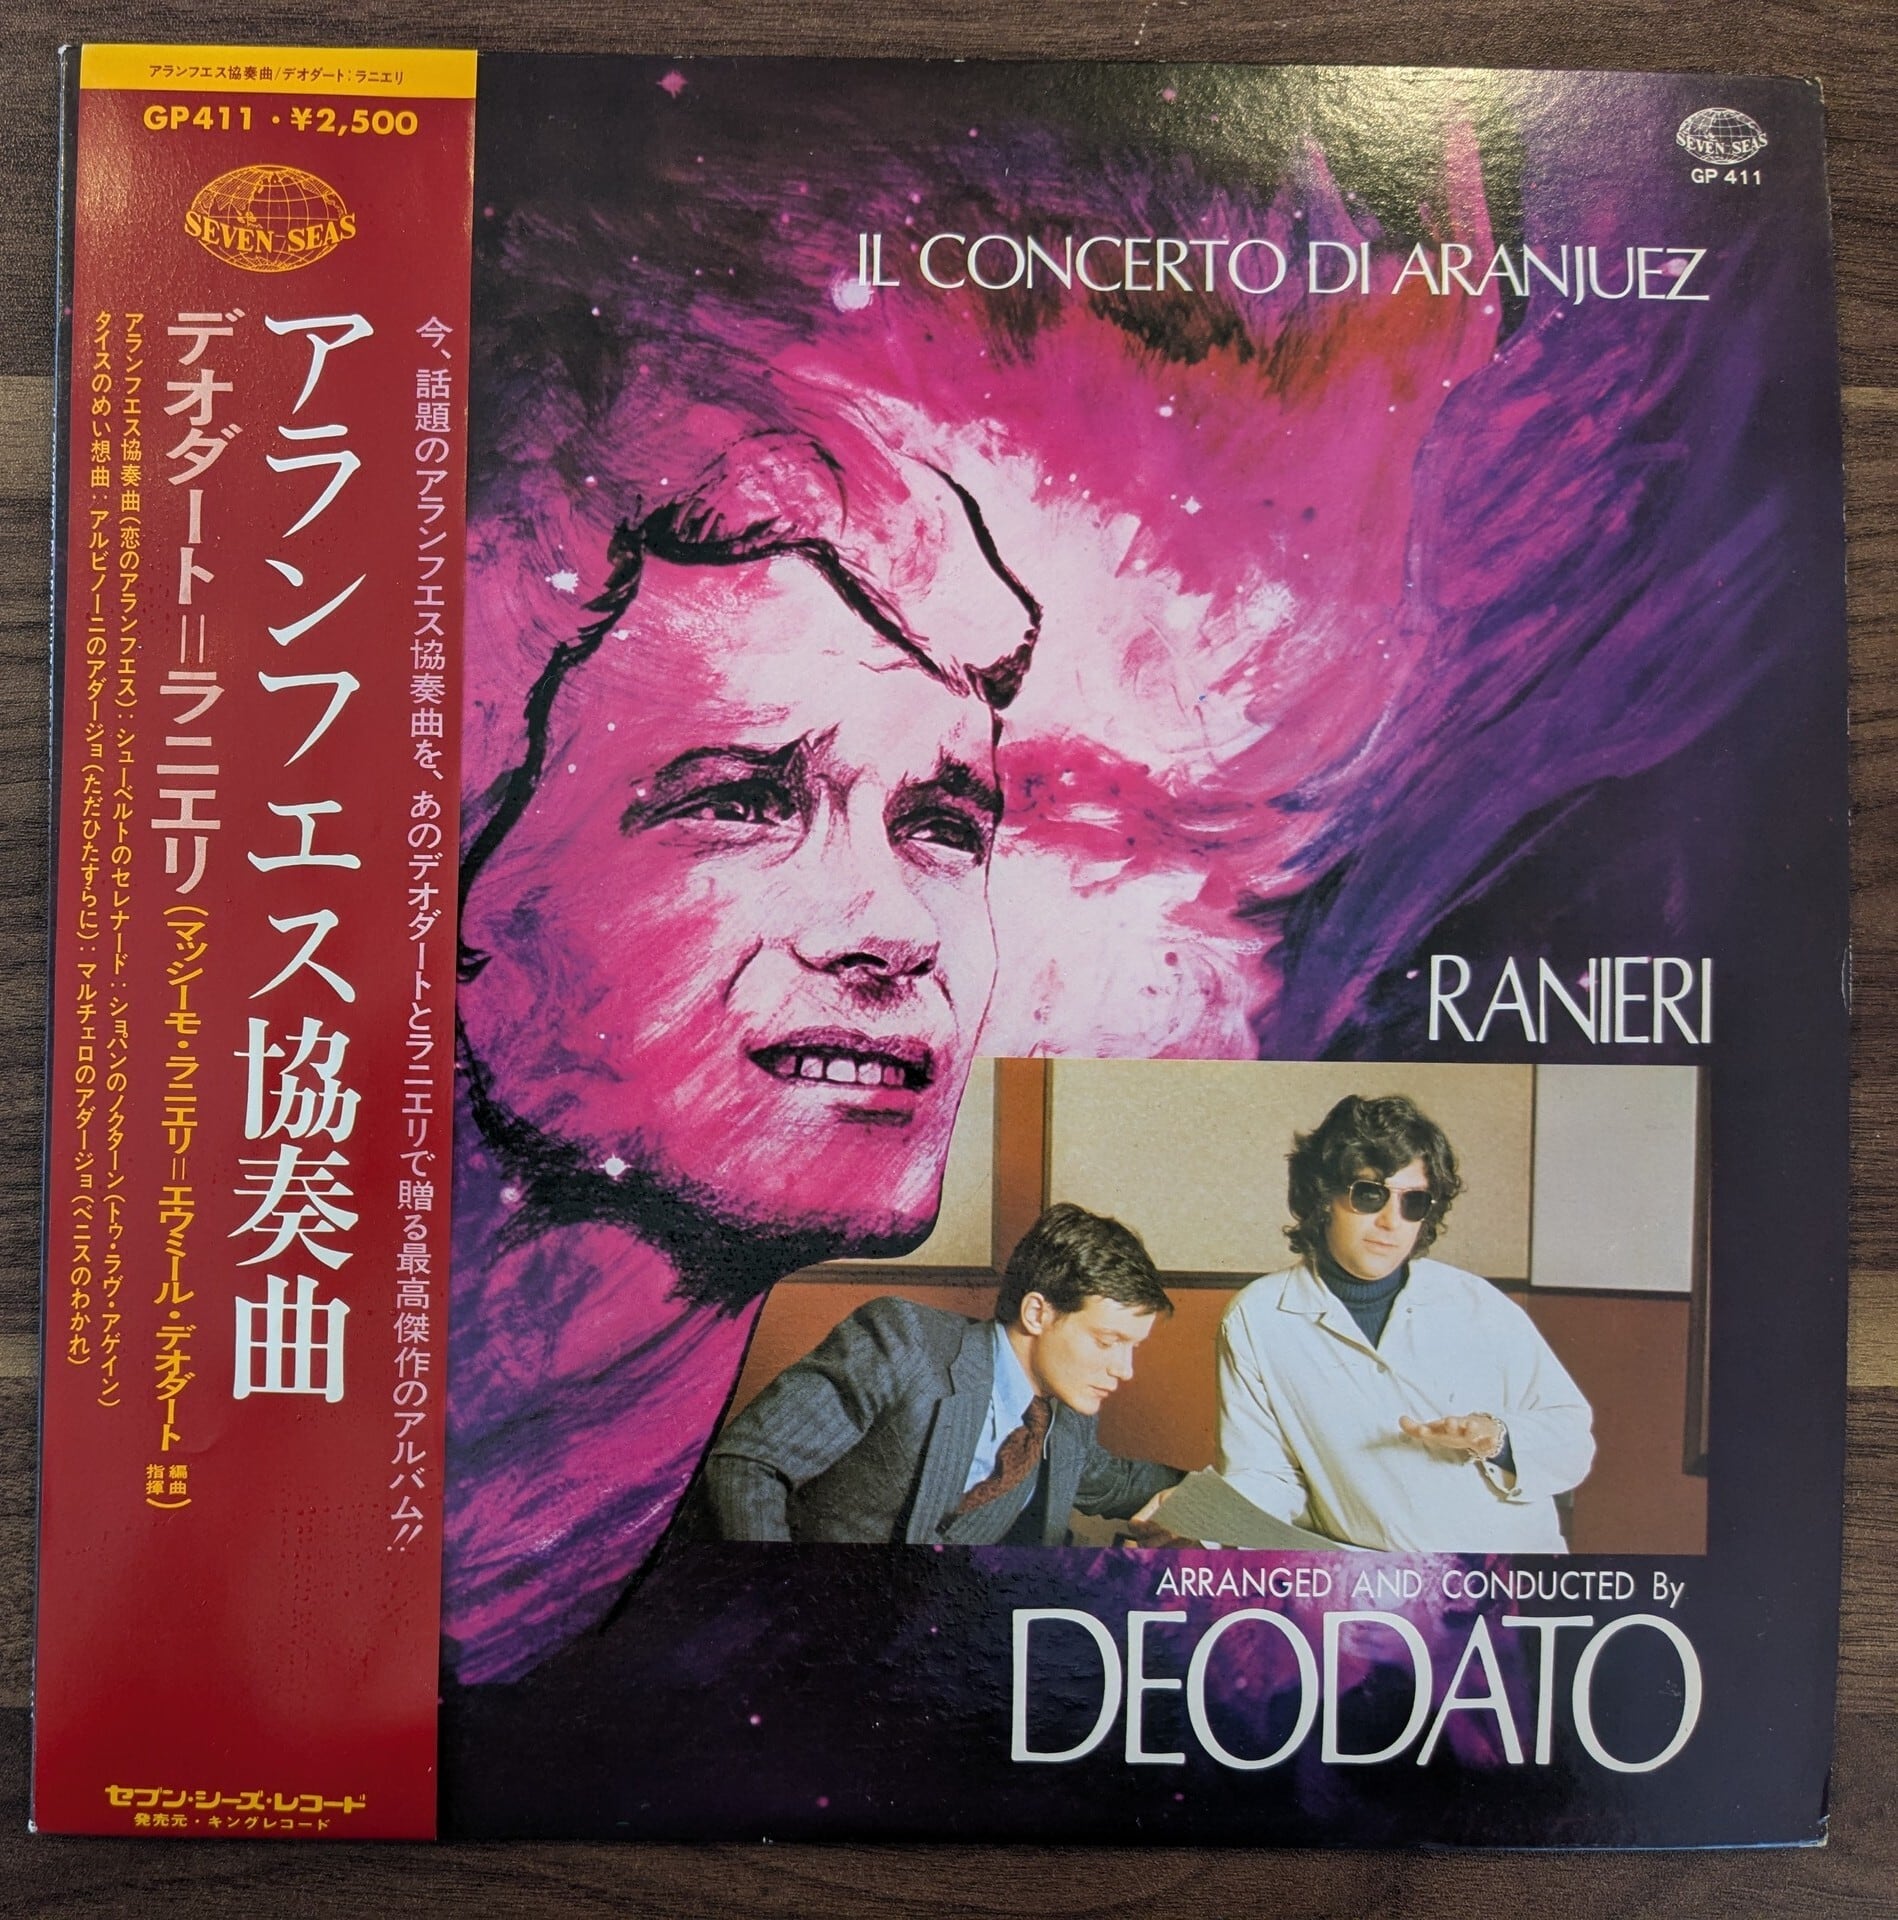 アランフエス協奏曲/デオダート:ラニエリ
GP411・¥2,500
SEVEN SEAS
今、話題のアランフエス協奏曲を、あのデオダートとラニエリで贈る最高傑作のアルバム!!
アランフエス協奏曲
デオダート=ラニエリ(マッシーモ・ラニエリ=エウミール・デオダート 編曲 指揮)
アランフエス協奏曲(恋のアランフエス):シューベルトのセレナード:ショパンのノクターン(トゥ・ラヴ・アゲイン)
タイスのめい想曲:アルビノーニのアダージョ(ただひたすらに):マルチェロのアダージョ(ベニスのわかれ)
セブン・シーズ・レコード
発売元・キングレコード
SEVEN SEAS
GP 411
IL CONCERTO DI ARANJUEZ
RANIERI
ARRANGED AND CONDUCTED By
DEODATO